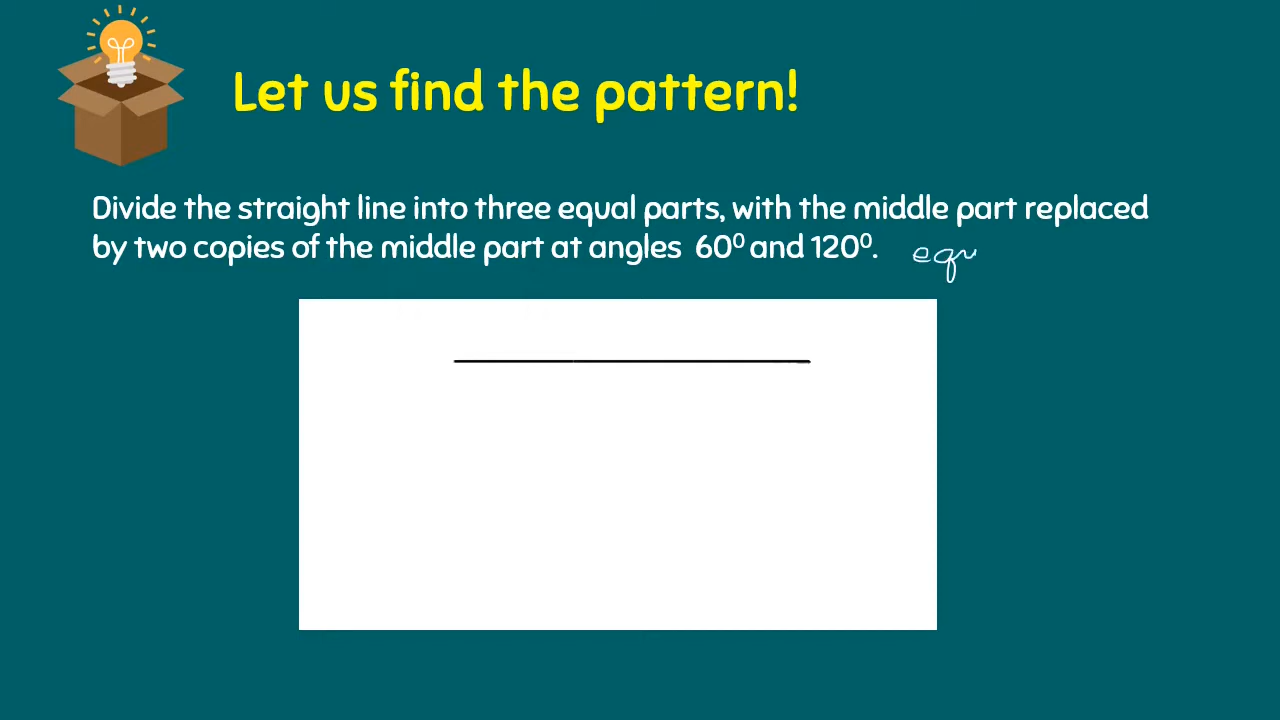 Let us find the pattern!
Divide the straight line into three equal parts, with the middle part replaced
by two copies of the middle part at angles 60⁰ and 120⁰. equ